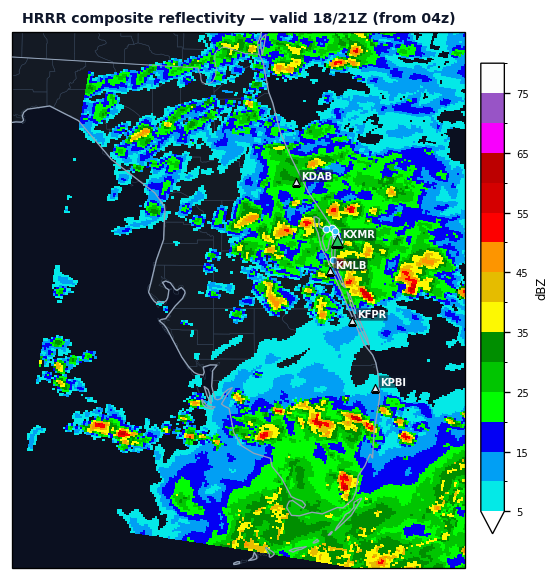 HRRR composite reflectivity — valid 18/21Z (from 04z)
75
65
55
45
35
25
15
5
dBZ
KDAB
KXMR
KMLB
KFPR
KPBI